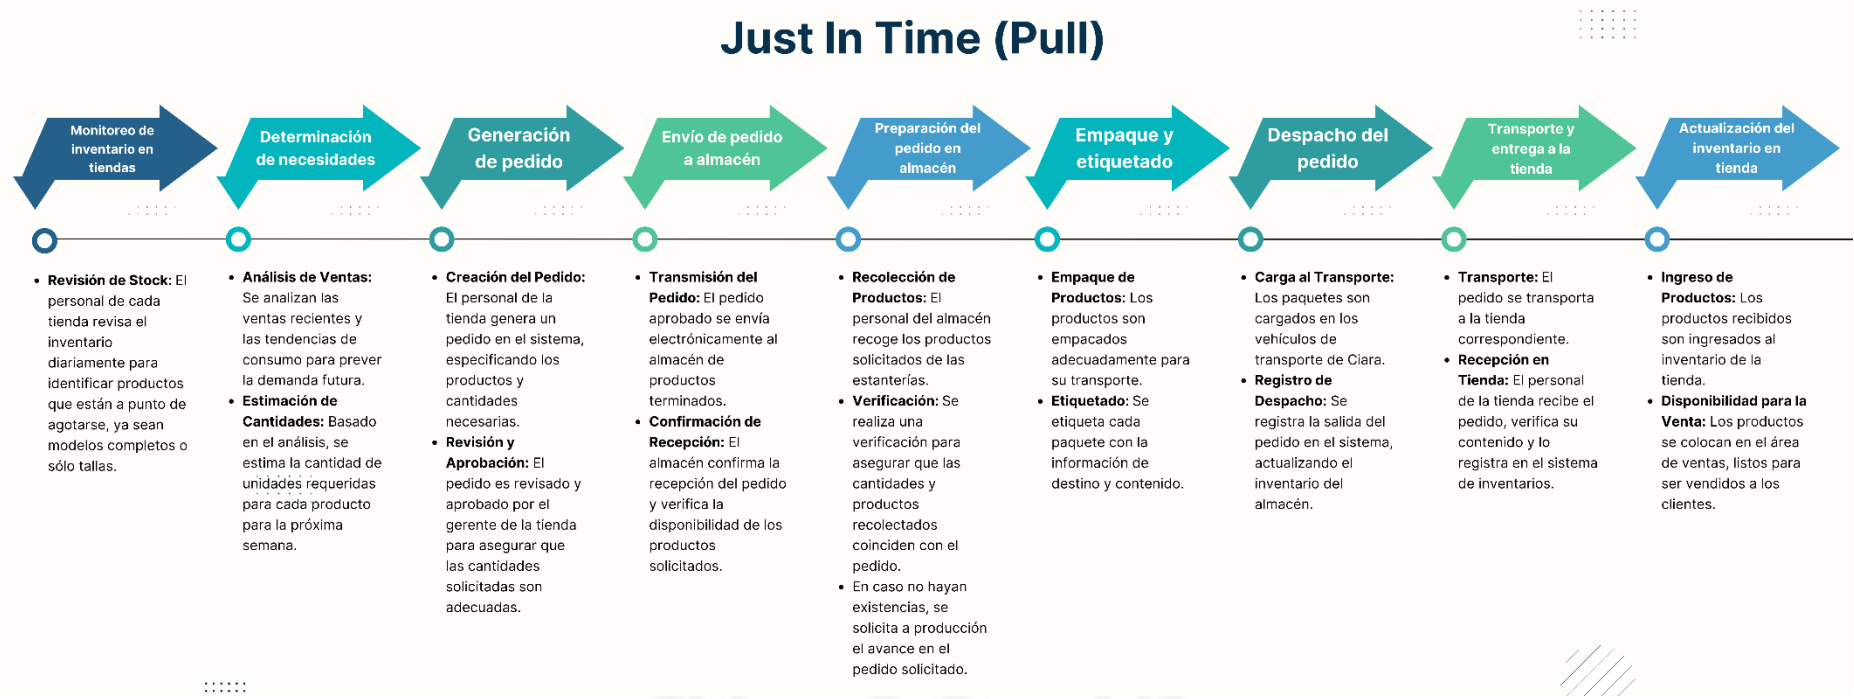 Just In Time (Pull)
Monitoreo de
inventario en
tiendas
Determinación
de necesidades
Generación
de pedido
Envío de pedido
a almacén
Preparación del
pedido en
almacén
Empaque y
etiquetado
Despacho del
pedido
Transporte y
entrega a la
tienda
Actualización del
inventario en
tienda
• Revisión de Stock: El
personal de cada
tienda revisa el
inventario
diariamente para
identificar productos
que están a punto de
agotarse, ya sean
modelos completos o
sólo tallas.
• Análisis de Ventas:
Se analizan las
ventas recientes y
las tendencias de
consumo para prever
la demanda futura.
• Estimación de
Cantidades: Basado
en el análisis, se
estima la cantidad de
unidades requeridas
para cada producto
para la próxima
semana.
• Creación del Pedido:
El personal de la
tienda genera un
pedido en el sistema,
especificando los
productos y
cantidades
necesarias.
• Revisión y
Aprobación: El
pedido es revisado y
aprobado por el
gerente de la tienda
para asegurar que
las cantidades
solicitadas son
adecuadas.
• Transmisión del
Pedido: El pedido
aprobado se envía
electrónicamente al
almacén de
productos
terminados.
• Confirmación de
Recepción: El
almacén confirma la
recepción del pedido
y verifica la
disponibilidad de los
productos
solicitados.
• Recolección de
Productos: El
personal del almacén
recoge los productos
solicitados de las
estanterías.
• Verificación: Se
realiza una
verificación para
asegurar que las
cantidades y
productos
recolectados
coinciden con el
pedido.
• En caso no hayan
existencias, se
solicita a producción
el avance en el
pedido solicitado.
• Empaque de
Productos: Los
productos son
empacados
adecuadamente para
su transporte.
• Etiquetado: Se
etiqueta cada
paquete con la
información de
destino y contenido.
• Carga al Transporte:
Los paquetes son
cargados en los
vehículos de
transporte de Ciara.
• Registro de
Despacho: Se
registra la salida del
pedido en el sistema,
actualizando el
inventario del
almacén.
• Transporte: El
pedido se transporta
a la tienda
correspondiente.
• Recepción en
Tienda: El personal
de la tienda recibe el
pedido, verifica su
contenido y lo
registra en el sistema
de inventarios.
• Ingreso de
Productos: Los
productos recibidos
son ingresados al
inventario de la
tienda.
• Disponibilidad para la
Venta: Los productos
se colocan en el área
de ventas, listos para
ser vendidos a los
clientes.